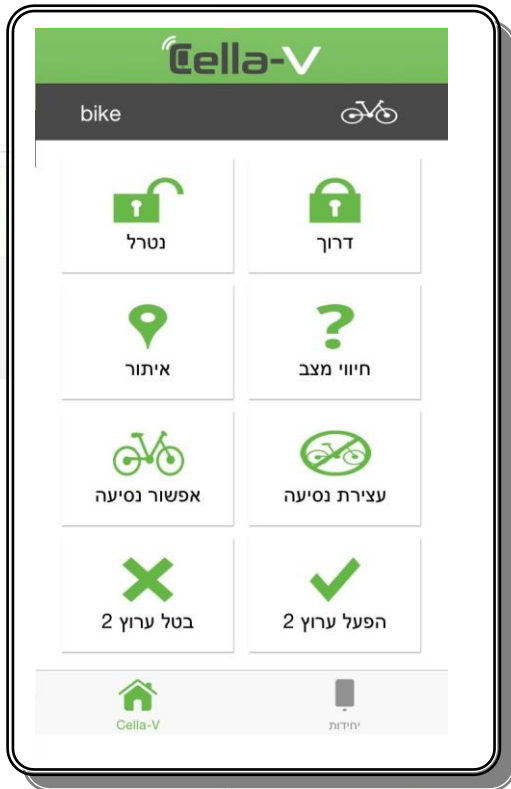 Cella-V
bike
דרוך
נטרל
חיווי מצב
איתור
עצירת נסיעה
אפשור נסיעה
הפעל ערוץ 2
בטל ערוץ 2
יחידות
Cella-V